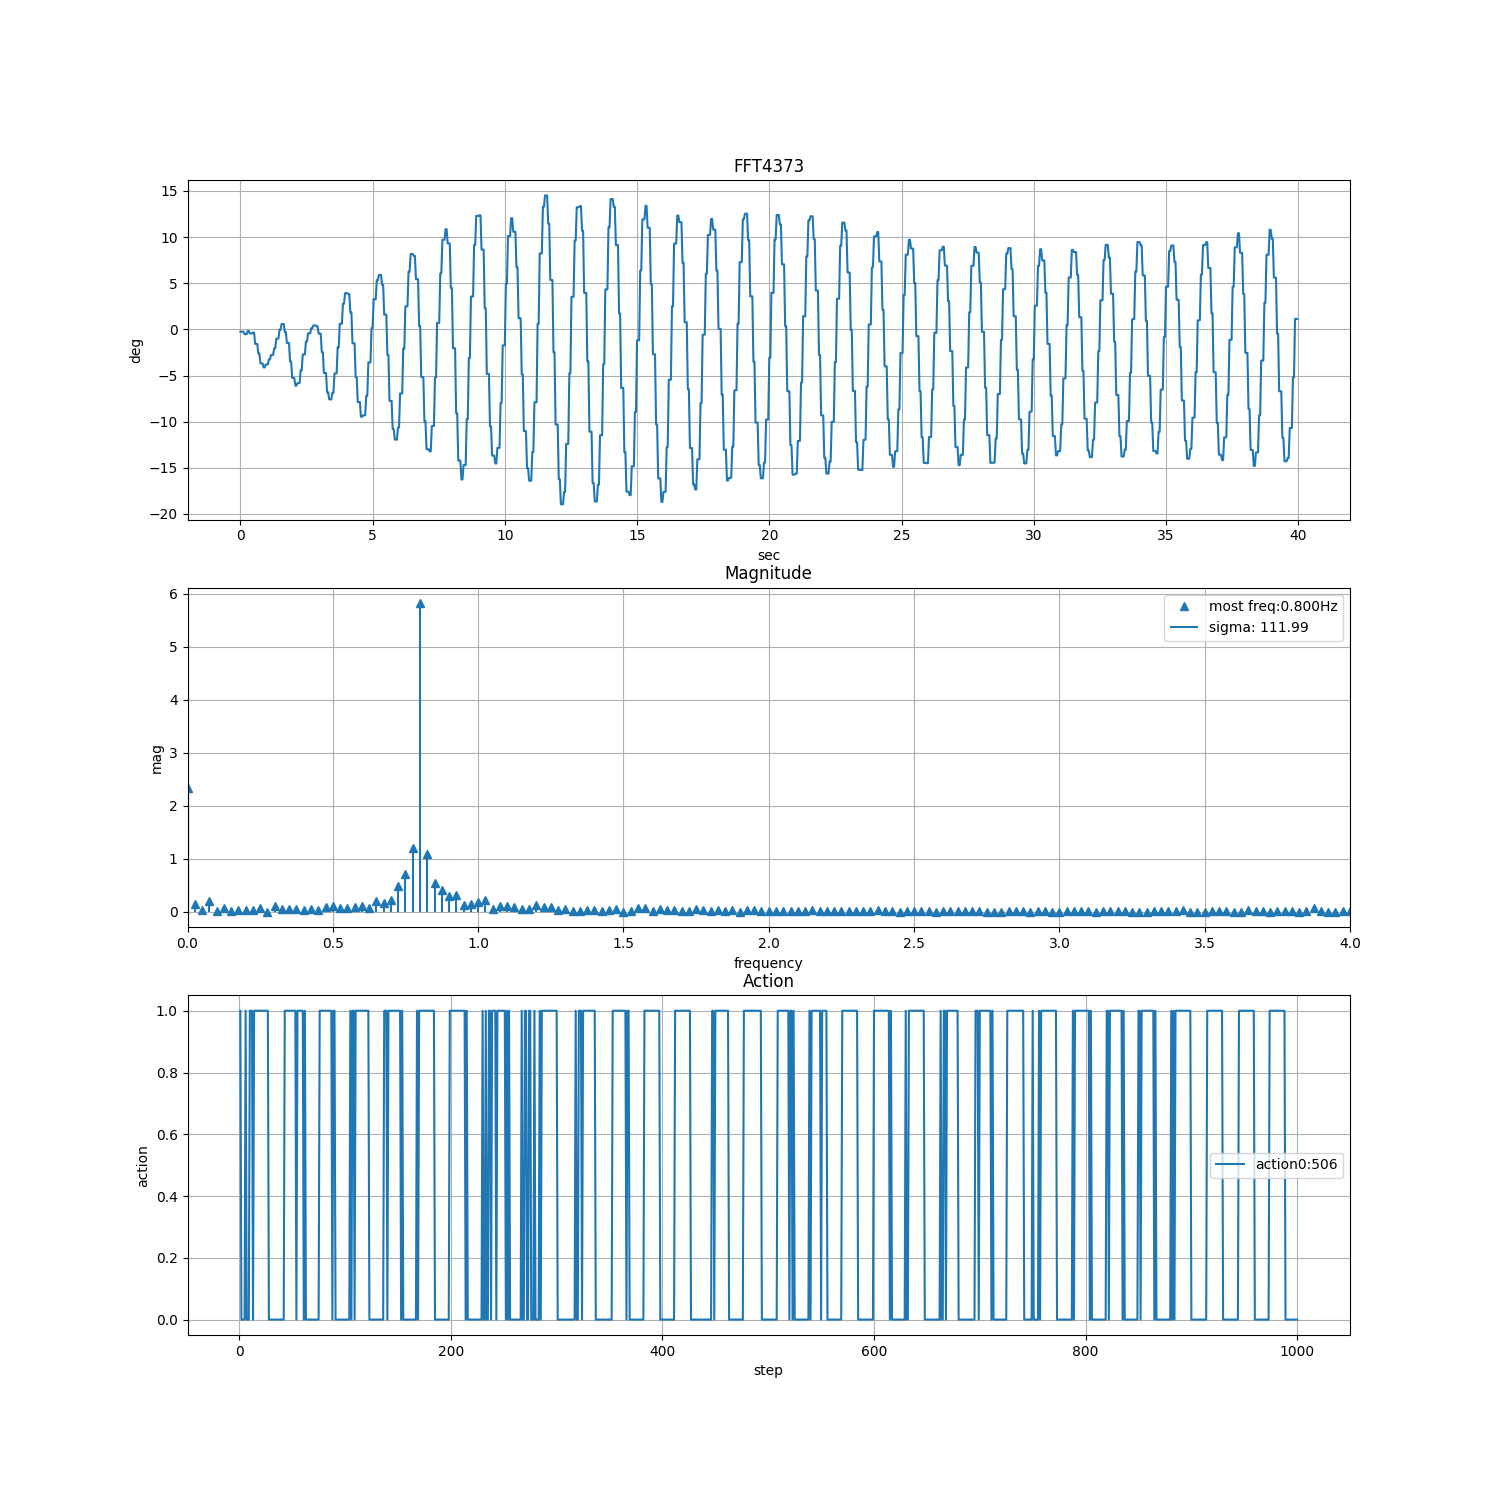 FFT4373
15
10
5
0
−5
−10
−15
−20
deg
0 5 10 15 20 25 30 35 40
sec
Magnitude
6
5
4
3
2
1
0
mag
most freq:0.800Hz
sigma: 111.99
0.0 0.5 1.0 1.5 2.0 2.5 3.0 3.5 4.0
frequency
Action
1.0
0.8
0.6
0.4
0.2
0.0
action
action0:506
0 200 400 600 800 1000
step